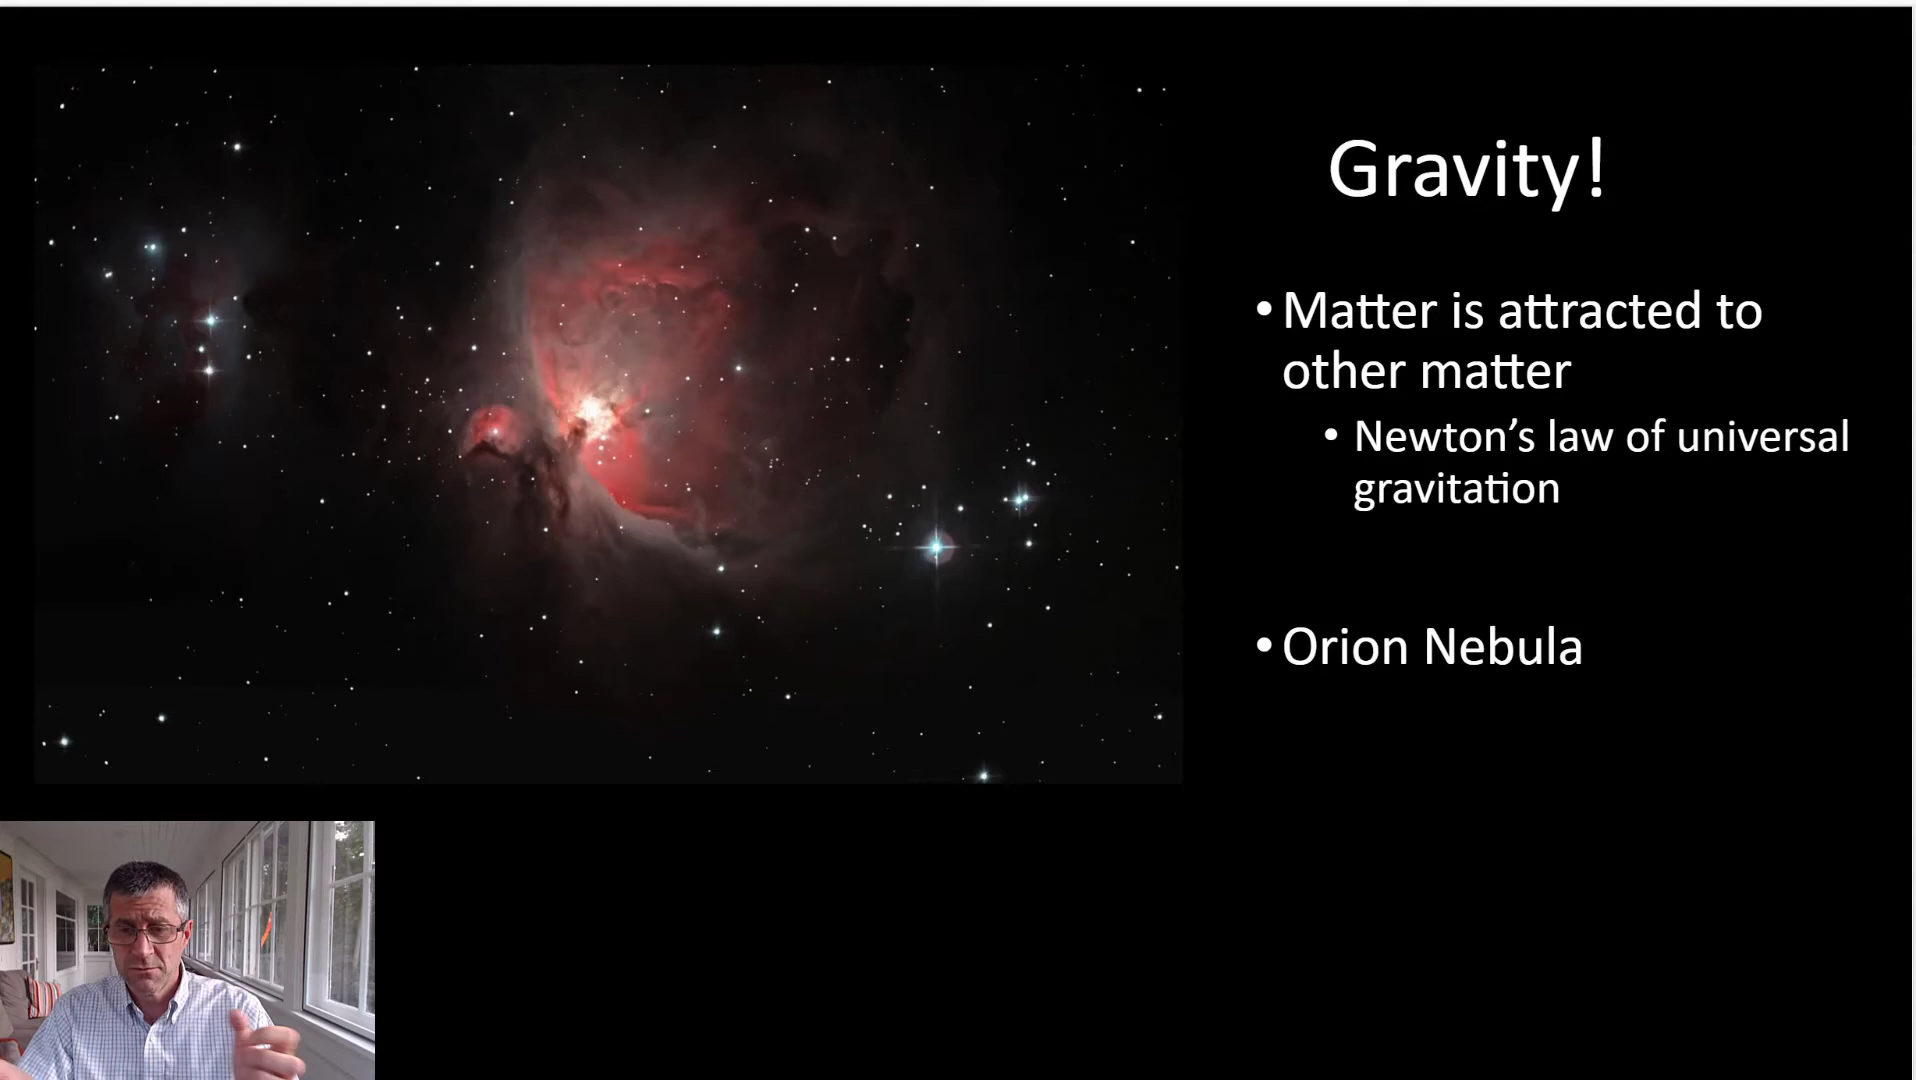 Gravity!
• Matter is attracted to
other matter
• Newton’s law of universal
gravitation
• Orion Nebula